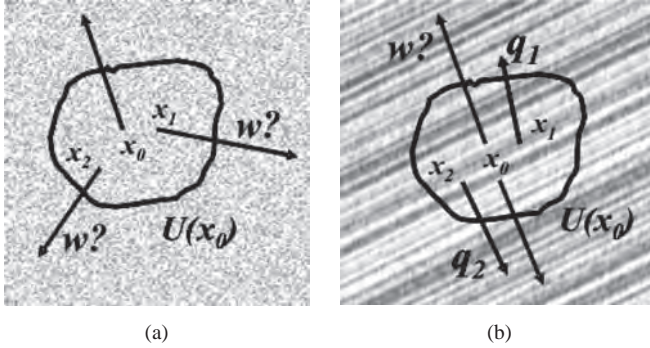 w? q₁
x₁ w? x₁
x₂ x₀ x₂ x₀
w? U(x₀) q₂ U(x₀)
(a) (b)